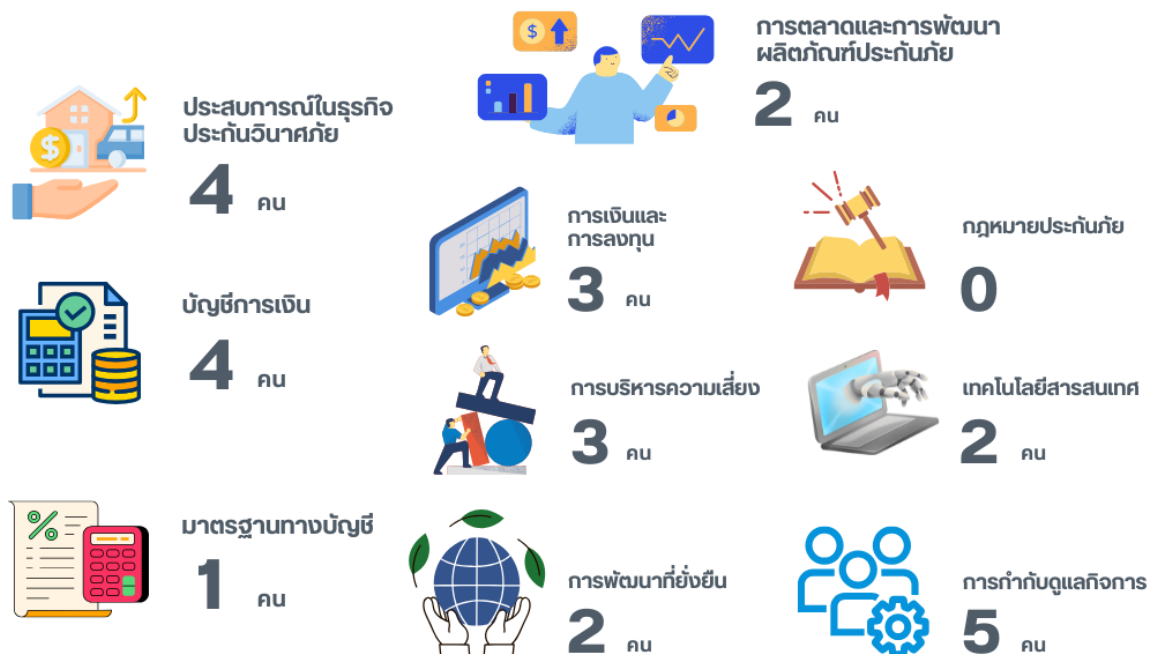 การตลาดและการพัฒนา
ผลิตภัณฑ์ประกันภัย
2 คน
ประสบการณ์ในธุรกิจ
ประกันวินาศภัย
4 คน
การเงินและ
การลงทุน
3 คน
กฎหมายประกันภัย
0
บัญชีการเงิน
4 คน
การบริหารความเสี่ยง
3 คน
เทคโนโลยีสารสนเทศ
2 คน
มาตรฐานทางบัญชี
1 คน
การพัฒนาที่ยั่งยืน
2 คน
การกำกับดูแลกิจการ
5 คน